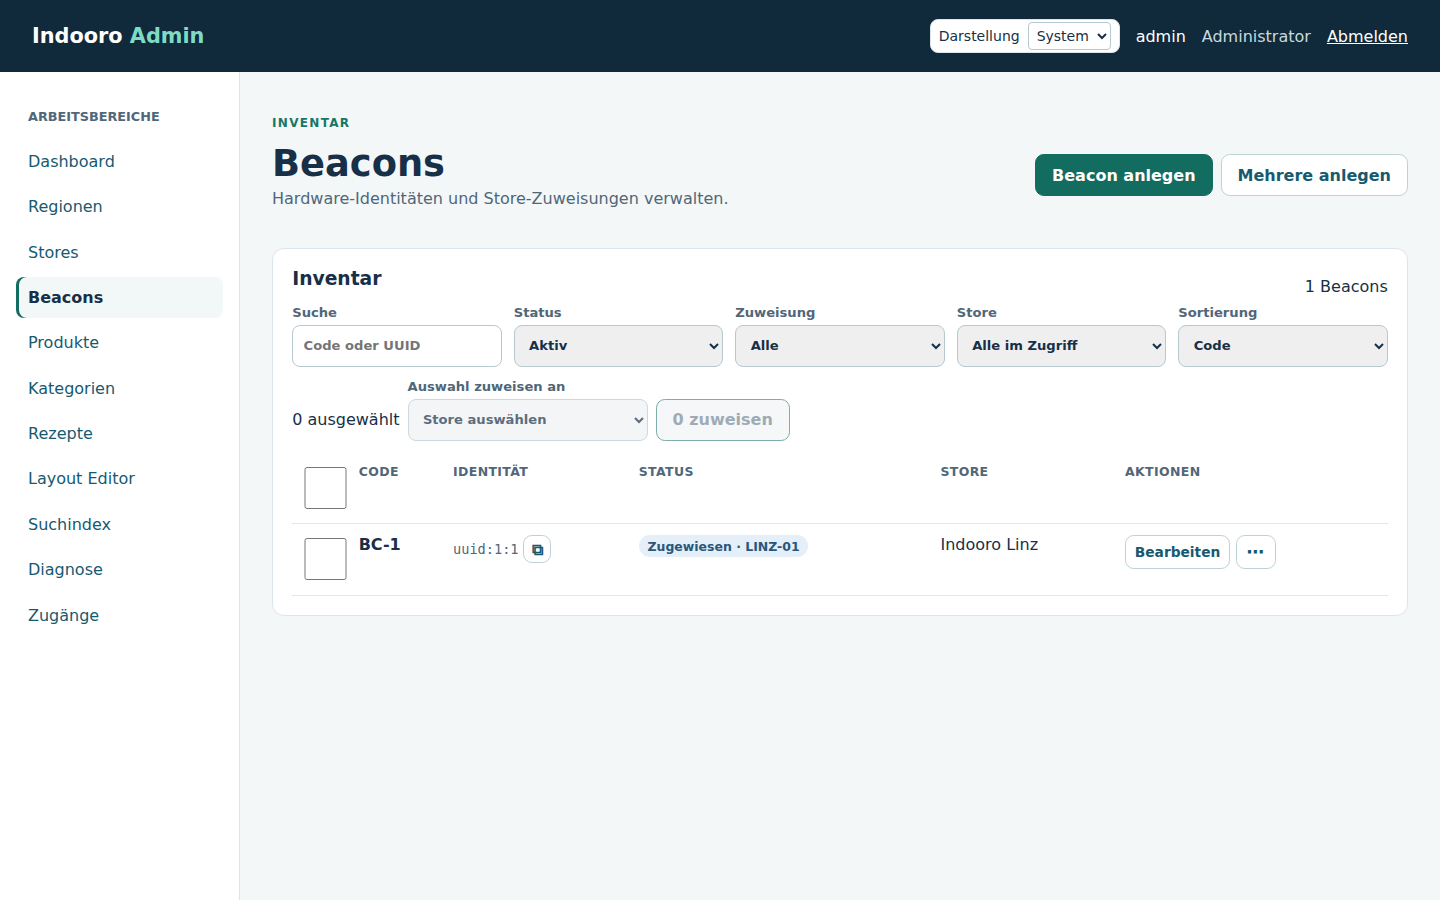 Indooro Admin
Darstellung System admin Administrator Abmelden
ARBEITSBEREICHE
Dashboard
Regionen
Stores
Beacons
Produkte
Kategorien
Rezepte
Layout Editor
Suchindex
Diagnose
Zugänge
INVENTAR
Beacons
Hardware-Identitäten und Store-Zuweisungen verwalten.
Beacon anlegen Mehrere anlegen
Inventar
1 Beacons
Suche Status Zuweisung Store Sortierung
Code oder UUID Aktiv Alle Alle im Zugriff Code
Auswahl zuweisen an
0 ausgewählt Store auswählen 0 zuweisen
CODE IDENTITÄT STATUS STORE AKTIONEN
BC-1 uuid:1:1 Zugewiesen · LINZ-01 Indooro Linz Bearbeiten ···